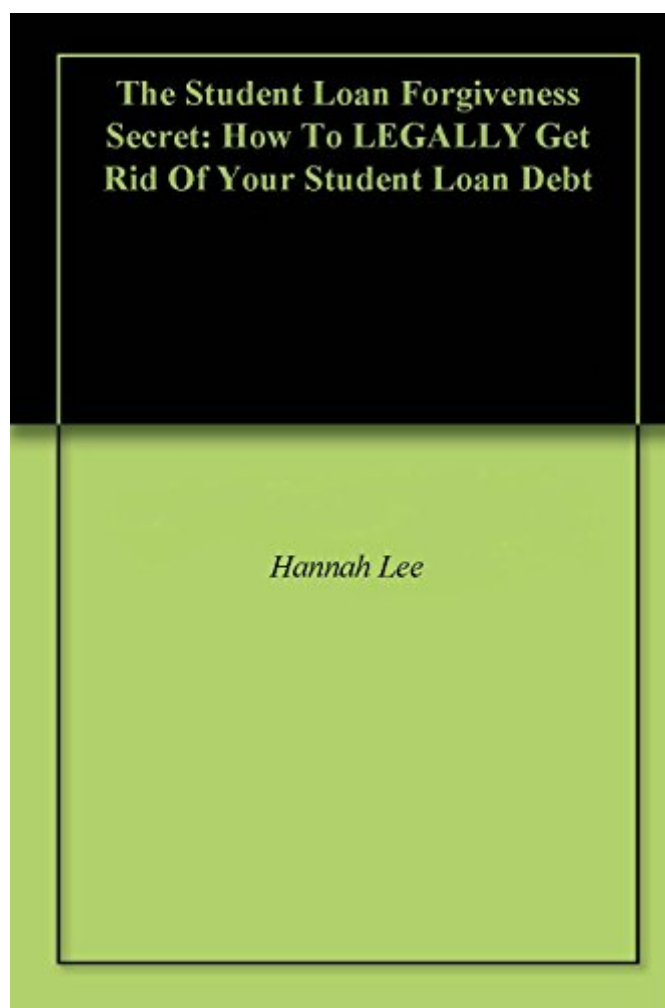 The Student Loan Forgiveness
Secret: How To LEGALLY Get
Rid Of Your Student Loan Debt
Hannah Lee